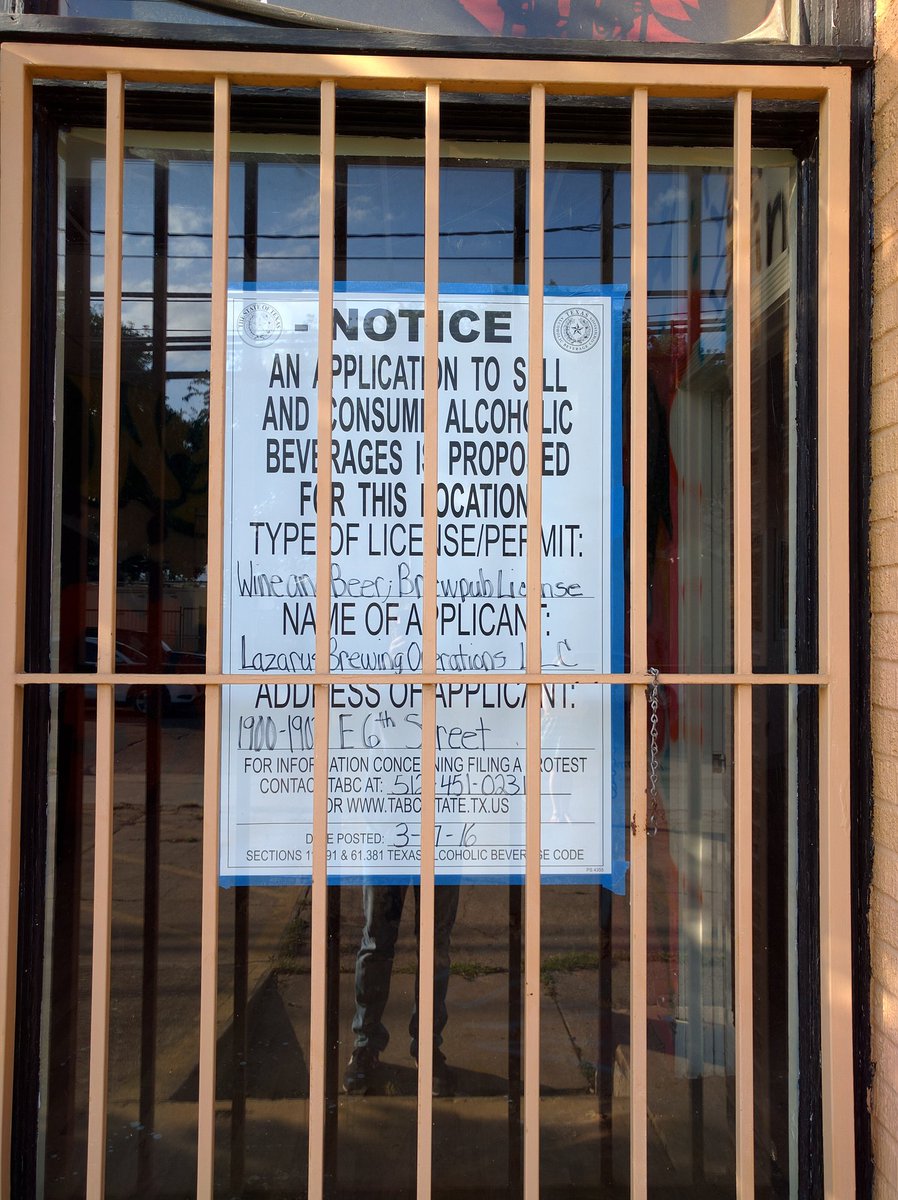 - NOTICE
AN APPLICATION TO SELL
AND CONSUME ALCOHOLIC
BEVERAGES IS PROPOSED
FOR THIS LOCATION
TYPE OF LICENSE/PERMIT:
Wine and Beer; Brewpub License
NAME OF APPLICANT:
Lazarus Brewing Operations LLC
ADDRESS OF APPLICANT:
E 6th Street
FOR INFORMATION CONCERNING FILING A PROTEST
CONTACT TABC AT: 512-451-0231
OR WWW.TABC.STATE.TX.US
DATE POSTED:
SECTIONS 11.391 & 61.381 TEXAS ALCOHOLIC BEVERAGE CODE